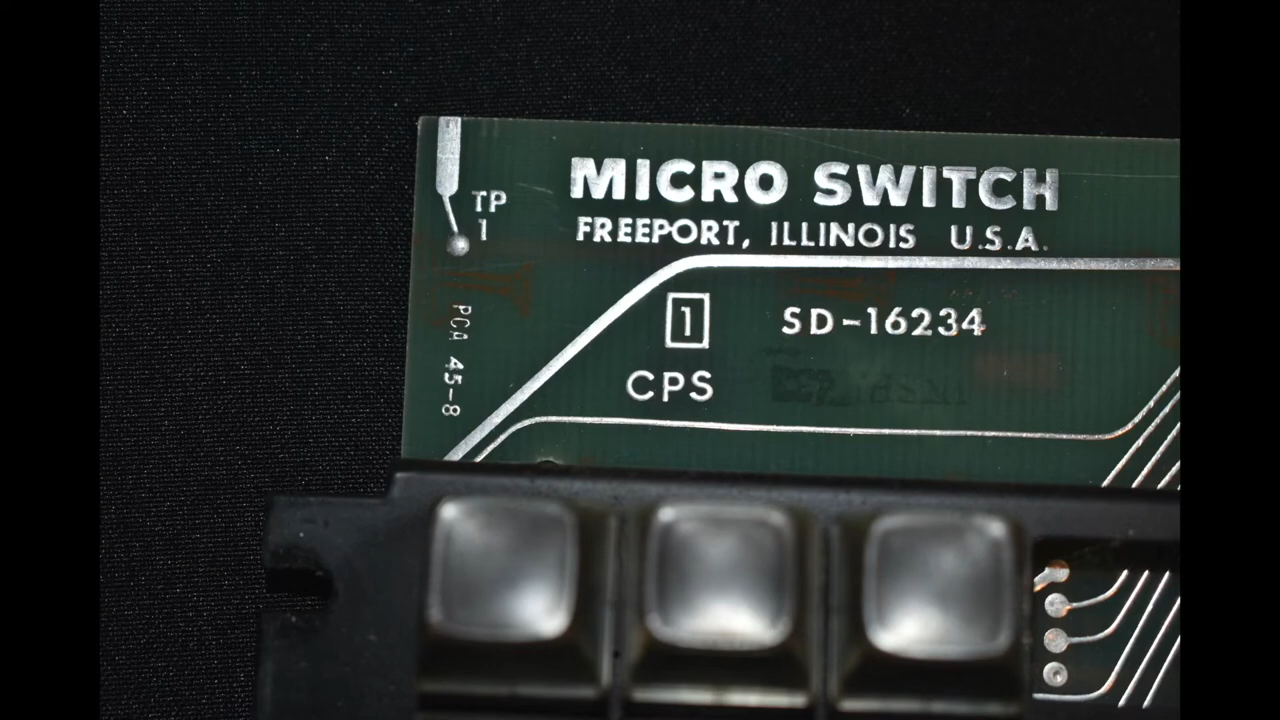 MICRO SWITCH
FREEPORT, ILLINOIS U.S.A.
TP
1
PCA 45-8
1
SD-16234
CPS